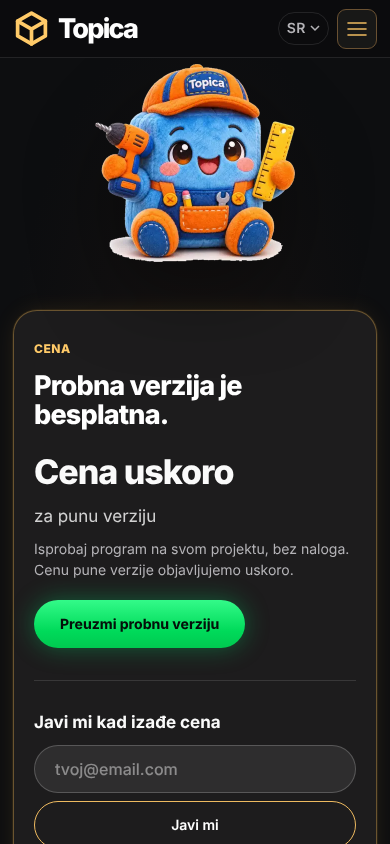 Topica
SR
Topica
CENA
Probna verzija je
besplatna.
Cena uskoro
za punu verziju
Isprobaj program na svom projektu, bez naloga.
Cenu pune verzije objavljujemo uskoro.
Preuzmi probnu verziju
Javi mi kad izađe cena
tvoj@email.com
Javi mi